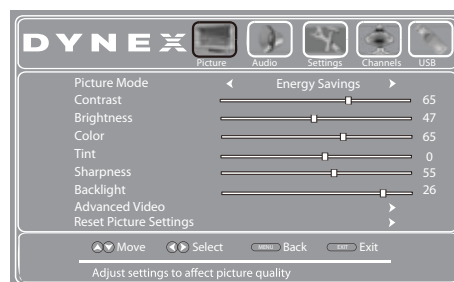 DYNEX
Picture Audio Settings Channels USB
Picture Mode Energy Savings
Contrast 65
Brightness 47
Color 65
Tint 0
Sharpness 55
Backlight 26
Advanced Video
Reset Picture Settings
Move Select MENU Back EXIT Exit
Adjust settings to affect picture quality